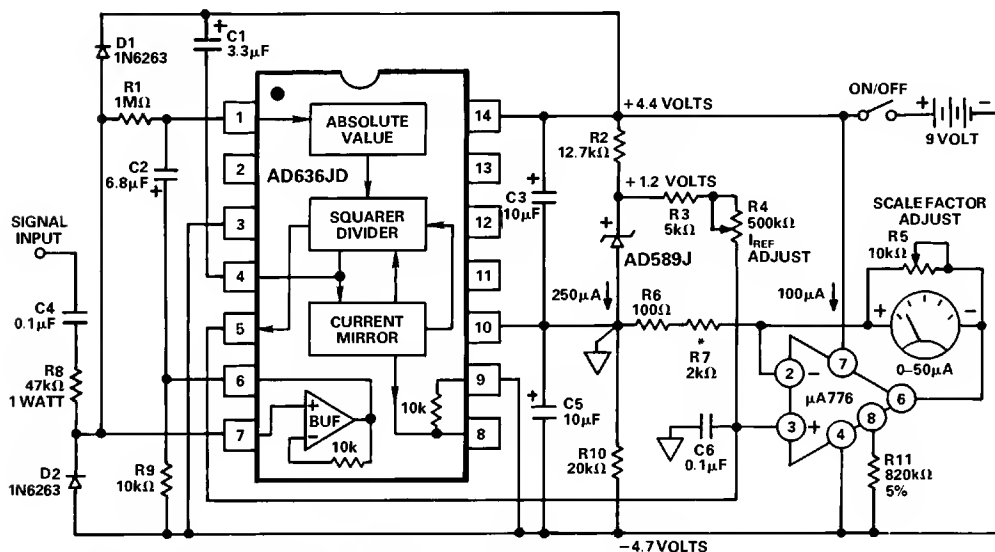 D1
1N6263
C1
3.3µF
R1
1MΩ
C2
6.8µF
SIGNAL
INPUT
C4
0.1µF
R8
47kΩ
1 WATT
D2
1N6263
R9
10kΩ
1
2
3
4
5
6
7
ABSOLUTE
VALUE
AD636JD
SQUARER
DIVIDER
CURRENT
MIRROR
+
BUF
−
10k
10k
14
13
12
11
10
9
8
C3
10µF
C5
10µF
+4.4 VOLTS
R2
12.7kΩ
+1.2 VOLTS
R3
5kΩ
R4
500kΩ
IREF
ADJUST
AD589J
250µA
R6
100Ω
*
R7
2kΩ
R10
20kΩ
C6
0.1µF
100µA
ON/OFF
+ −
9 VOLT
SCALE FACTOR
ADJUST
R5
10kΩ
+ −
0–50µA
2 −
3 +
7
6
8
4
µA776
R11
820kΩ
5%
−4.7 VOLTS